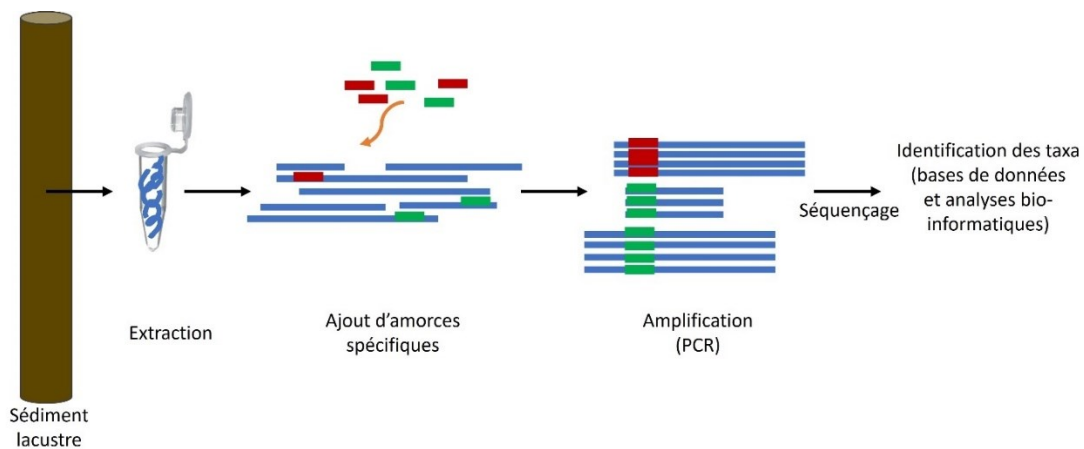 Sédiment
lacustre
Extraction
Ajout d’amorces
spécifiques
Amplification
(PCR)
Séquençage
Identification des taxa
(bases de données
et analyses bio-
informatiques)